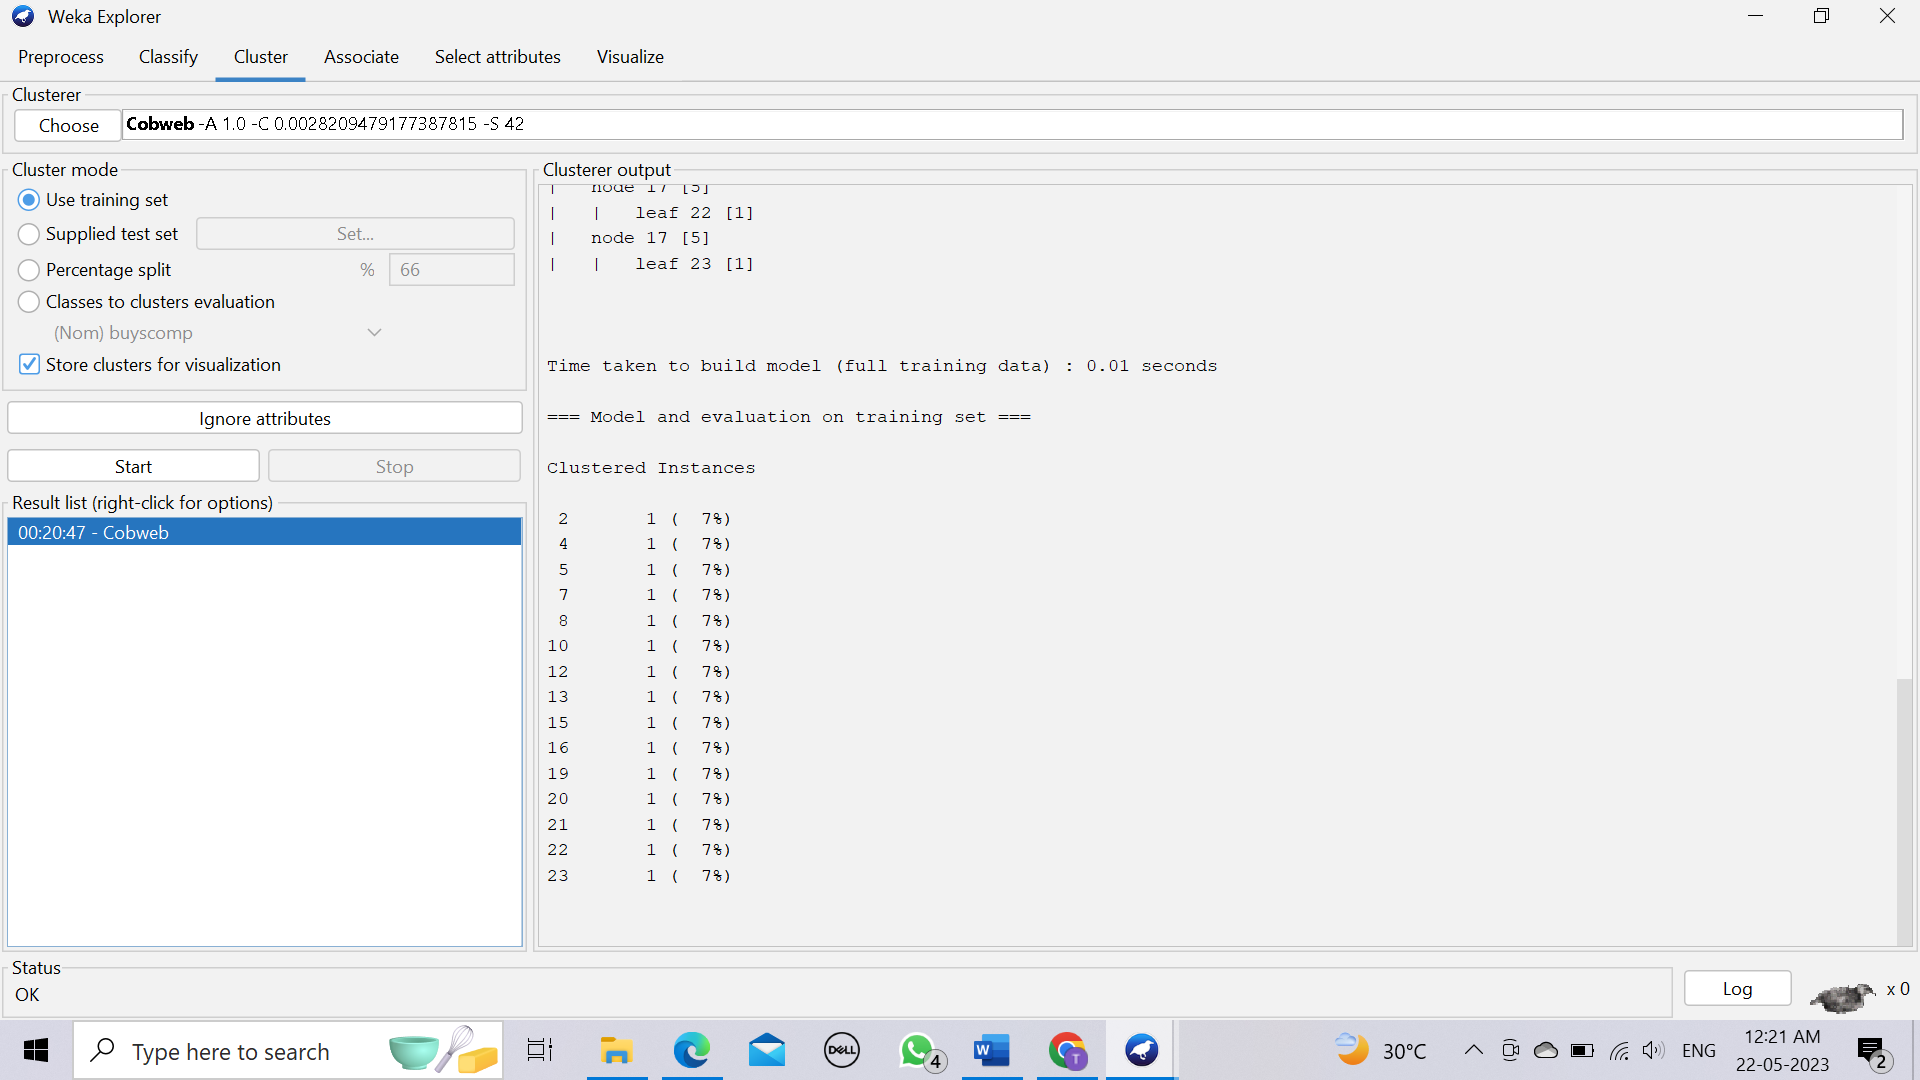 Weka Explorer
Preprocess Classify Cluster Associate Select attributes Visualize
Clusterer
Choose Cobweb -A 1.0 -C 0.0028209479177387815 -S 42
Cluster mode
Use training set
Supplied test set Set...
Percentage split % 66
Classes to clusters evaluation
(Nom) buyscomp
Store clusters for visualization
Ignore attributes
Start Stop
Result list (right-click for options)
00:20:47 - Cobweb
Clusterer output
| node 17 [5]
| | leaf 22 [1]
| node 17 [5]
| | leaf 23 [1]
Time taken to build model (full training data) : 0.01 seconds
=== Model and evaluation on training set ===
Clustered Instances
2 1 ( 7%)
4 1 ( 7%)
5 1 ( 7%)
7 1 ( 7%)
8 1 ( 7%)
10 1 ( 7%)
12 1 ( 7%)
13 1 ( 7%)
15 1 ( 7%)
16 1 ( 7%)
19 1 ( 7%)
20 1 ( 7%)
21 1 ( 7%)
22 1 ( 7%)
23 1 ( 7%)
Status
OK
Log x 0
Type here to search DELL 4 W T 30°C ENG 12:21 AM
22-05-2023 2